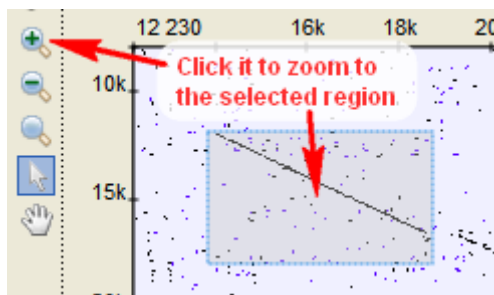 12 230 16k 18k 20
Click it to zoom to
the selected region
10k
15k